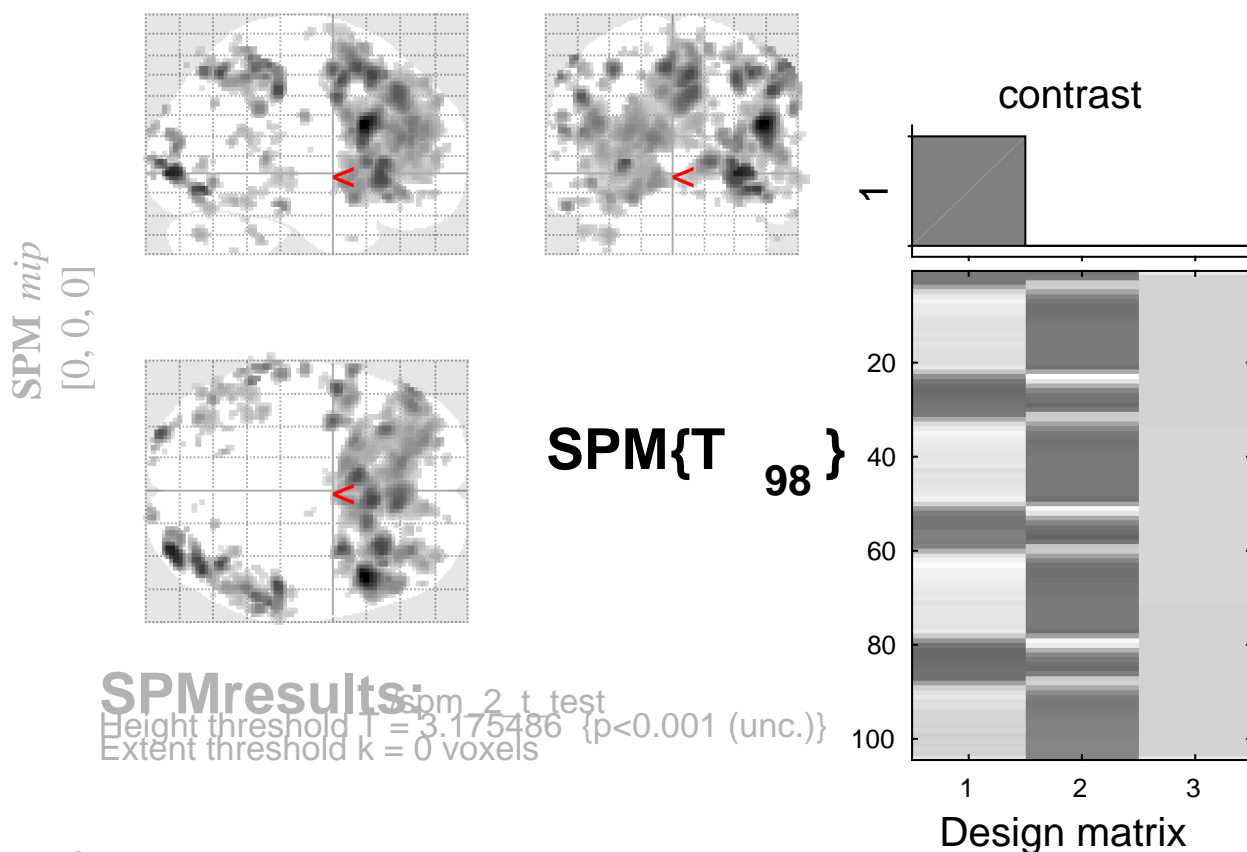 SPM mip
[0, 0, 0]
<
<
<
SPM{T 98 }
SPMresults: ./spm_2_t_test
Height threshold T = 3.175486 {p<0.001 (unc.)}
Extent threshold k = 0 voxels
contrast
1
20
40
60
80
100
1 2 3
Design matrix